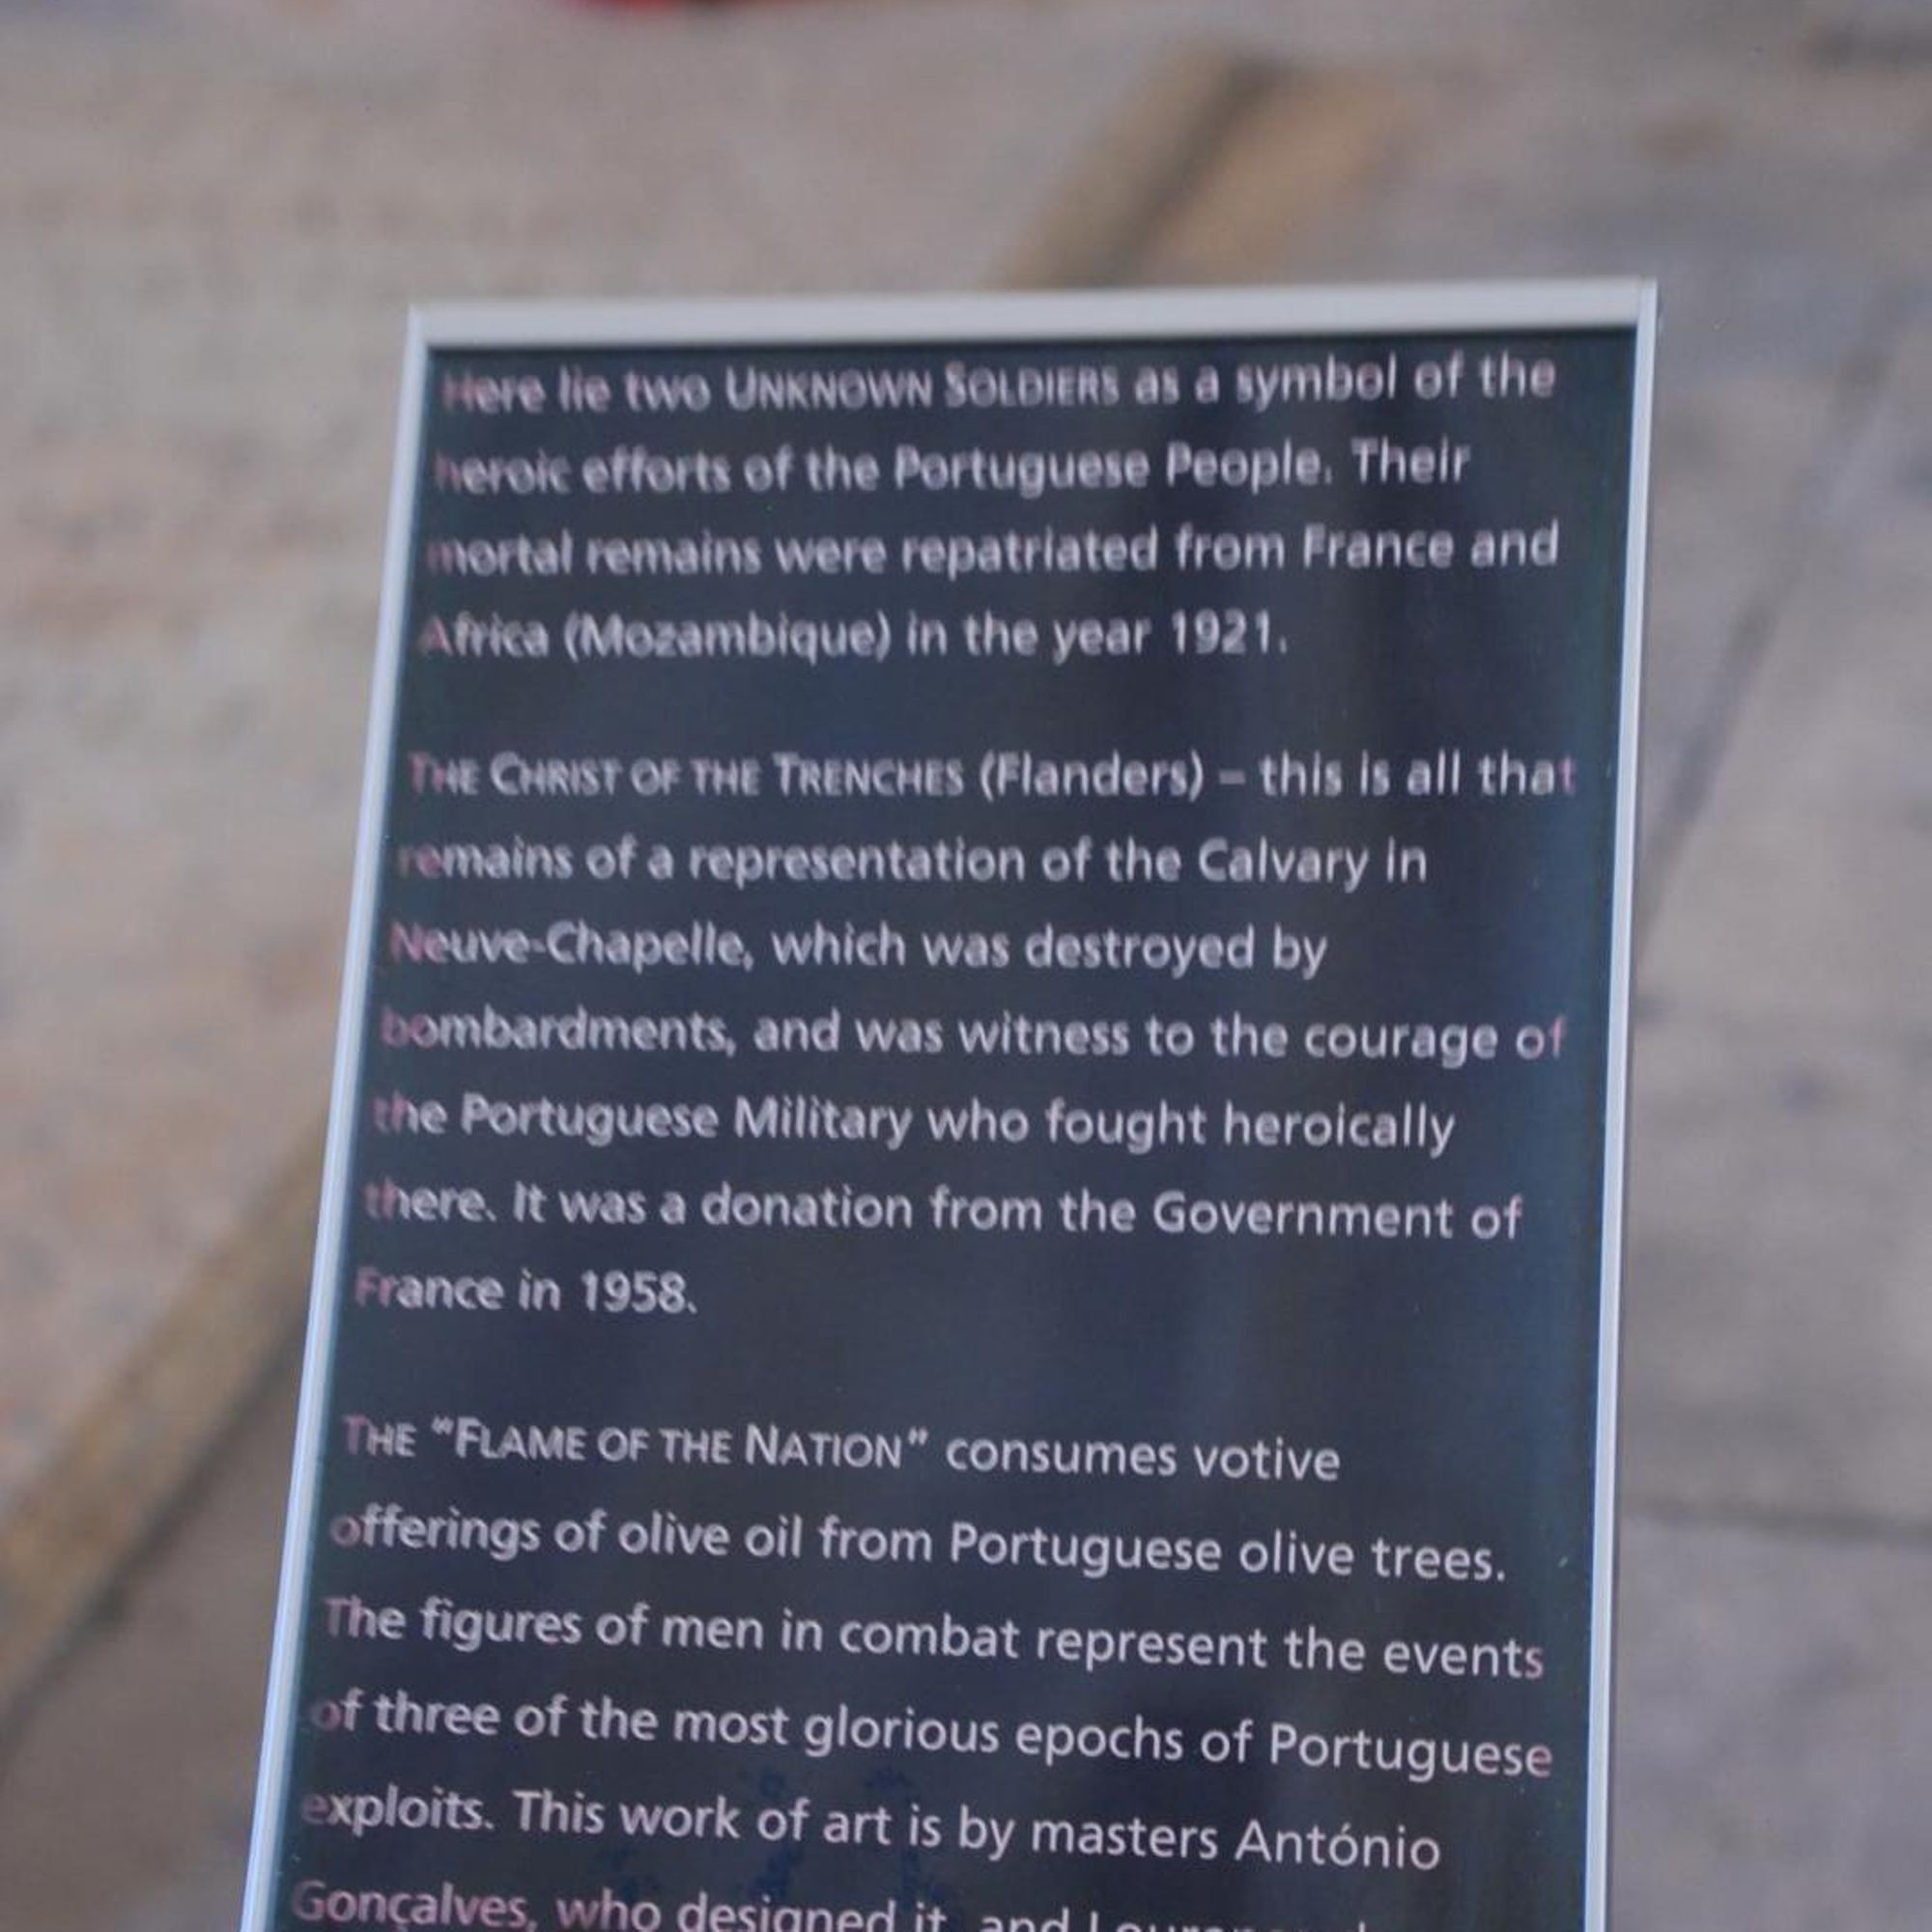 Here lie two UNKNOWN SOLDIERS as a symbol of the
heroic efforts of the Portuguese People. Their
mortal remains were repatriated from France and
Africa (Mozambique) in the year 1921.
THE CHRIST OF THE TRENCHES (Flanders) – this is all that
remains of a representation of the Calvary in
Neuve-Chapelle, which was destroyed by
bombardments, and was witness to the courage of
the Portuguese Military who fought heroically
there. It was a donation from the Government of
France in 1958.
THE “FLAME OF THE NATION” consumes votive
offerings of olive oil from Portuguese olive trees.
The figures of men in combat represent the events
of three of the most glorious epochs of Portuguese
exploits. This work of art is by masters António
Gonçalves, who designed it, and